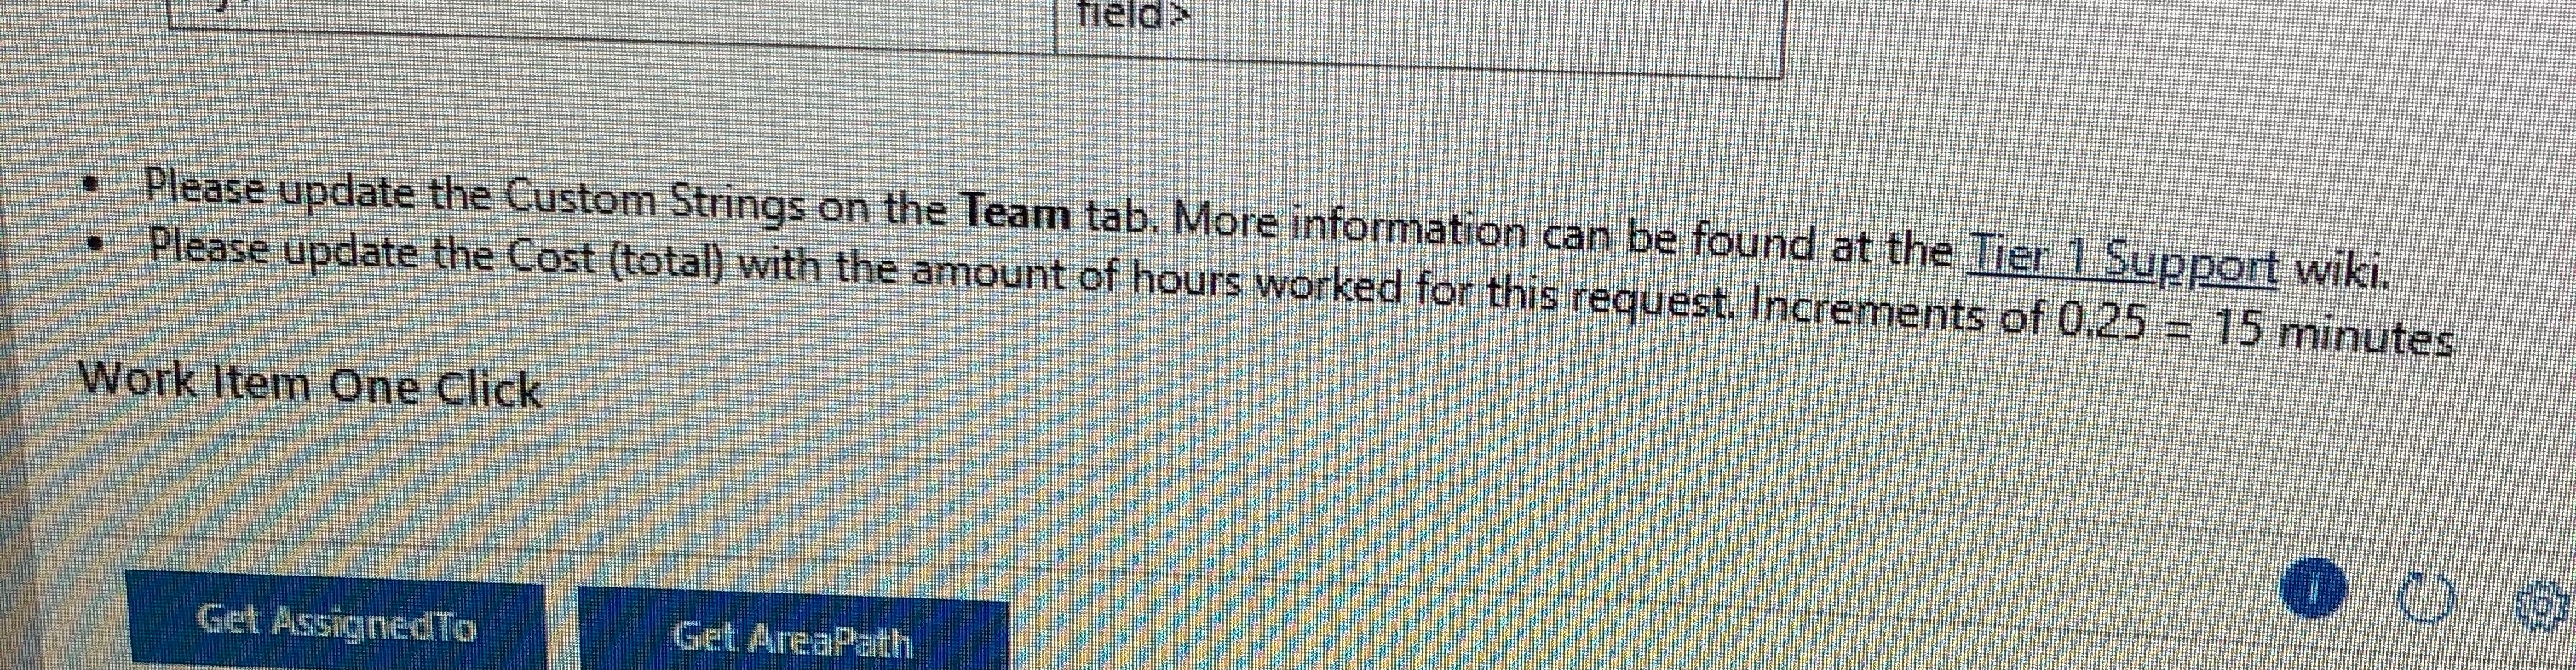 field>
Please update the Custom Strings on the Team tab. More information can be found at the Tier 1 Support wiki.
Please update the Cost (total) with the amount of hours worked for this request. Increments of 0.25 = 15 minutes
Work Item One Click
Get AssignedTo
Get AreaPath